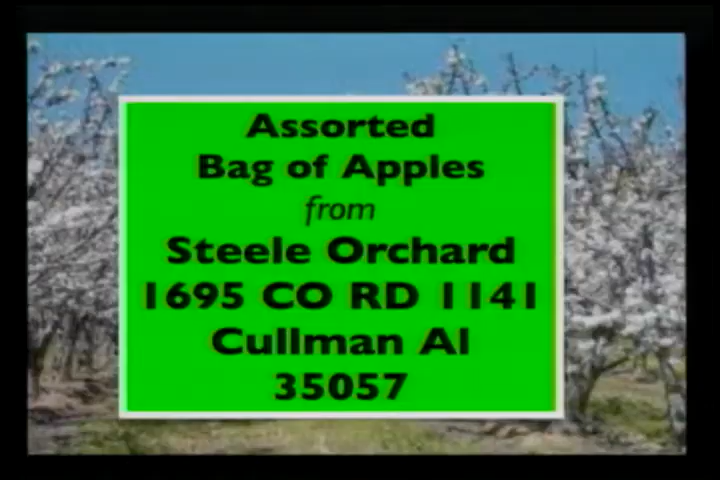 Assorted
Bag of Apples
from
Steele Orchard
1695 CO RD 1141
Cullman Al
35057